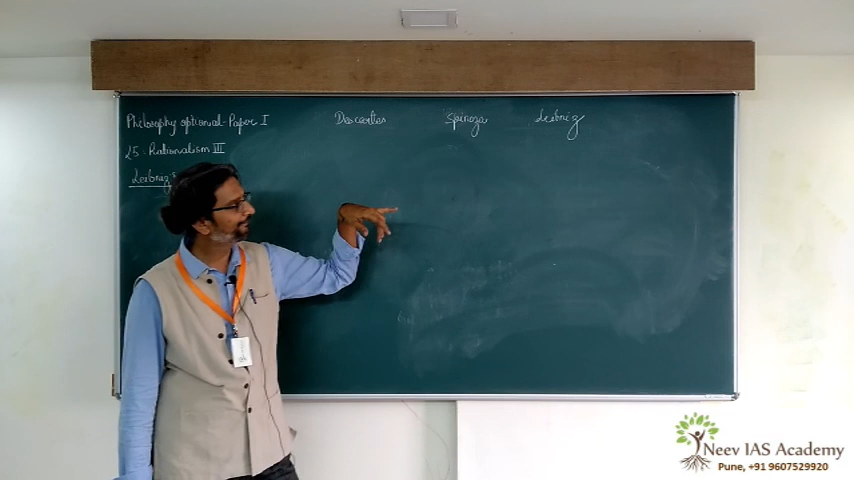 Philosophy optional - Paper I
Descartes Spinoza Leibniz
25. Rationalism III
Leibniz's
Neev IAS Academy
Pune, +91 9607529920